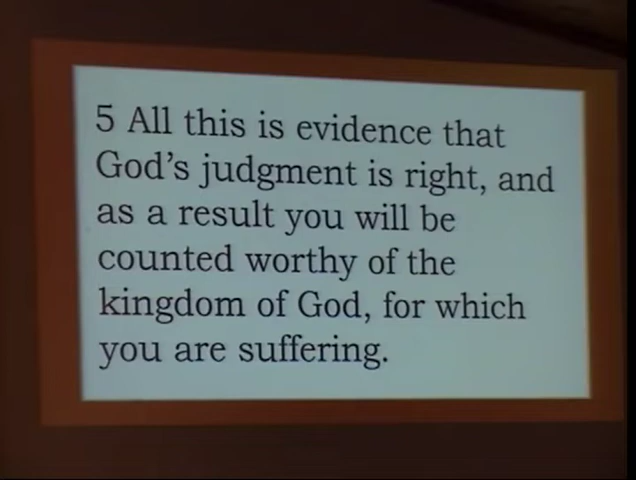 5 All this is evidence that
God's judgment is right, and
as a result you will be
counted worthy of the
kingdom of God, for which
you are suffering.